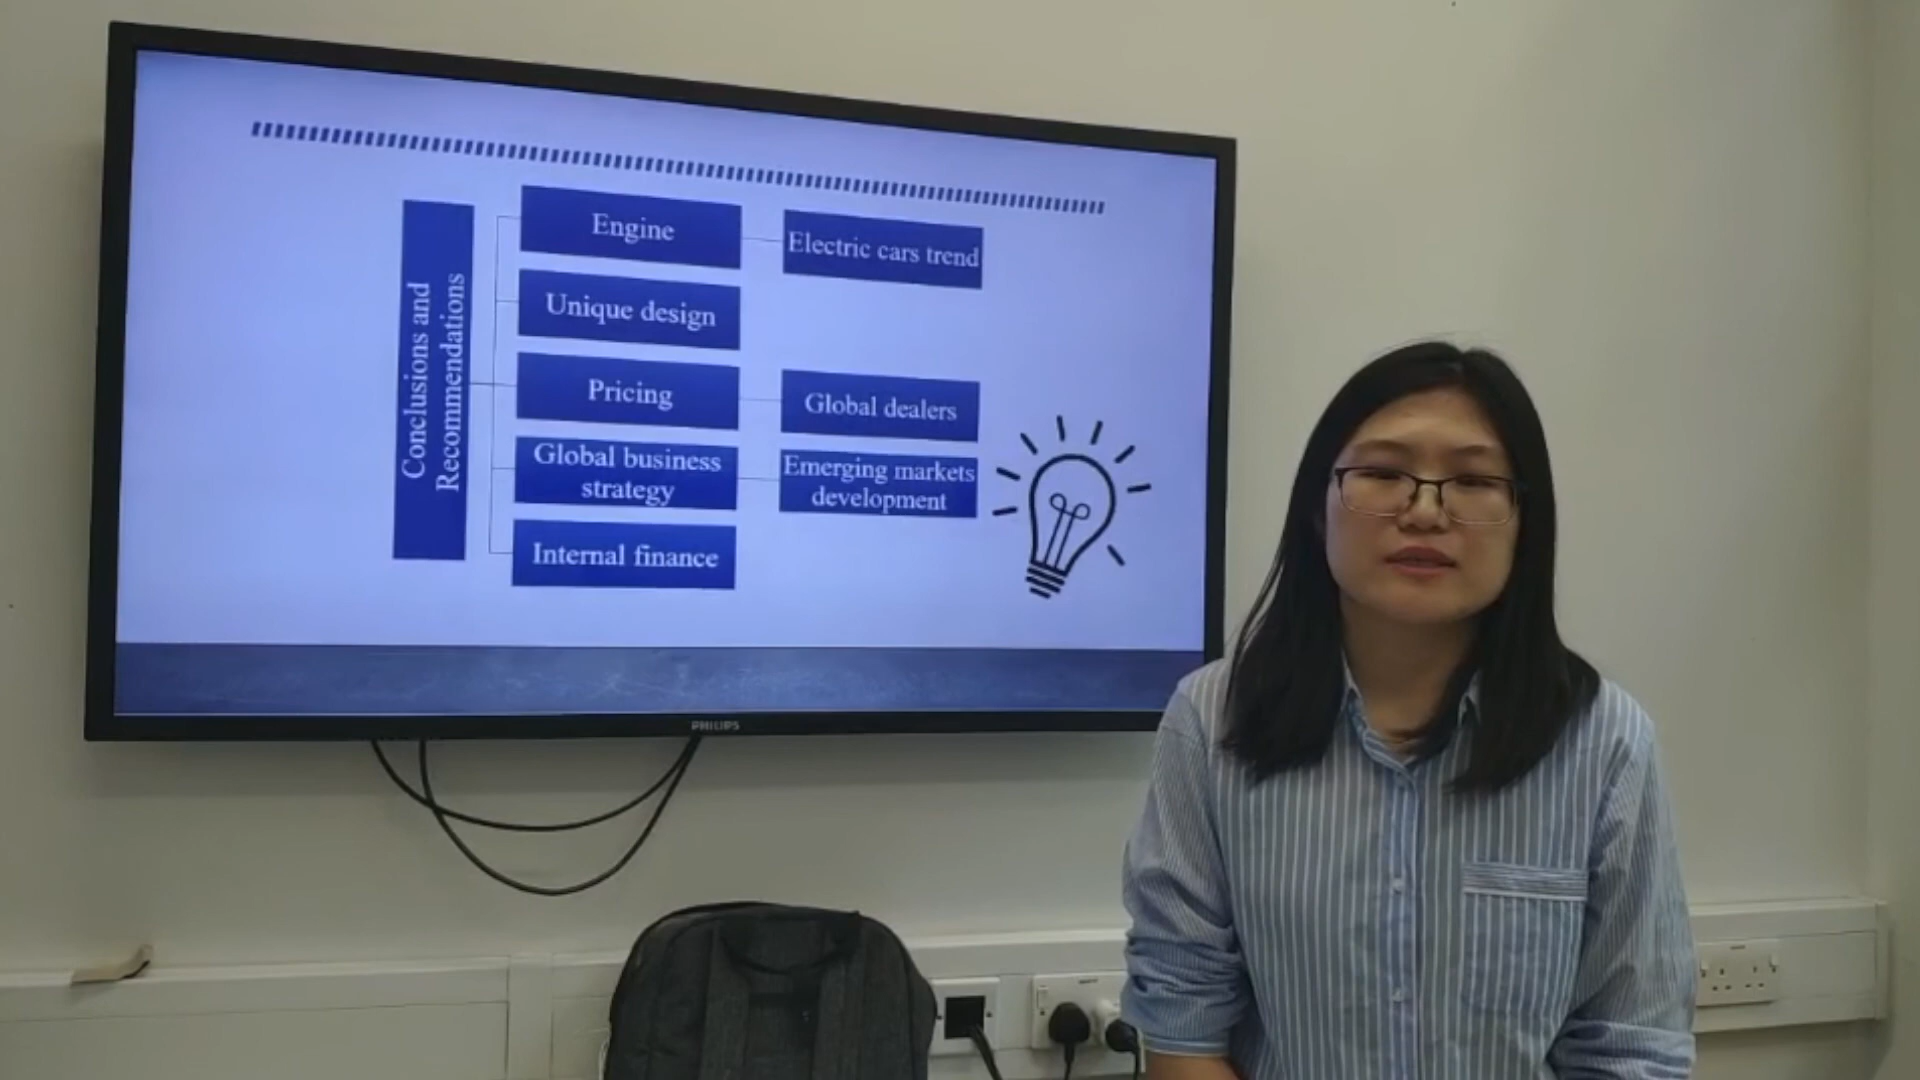 Conclusions and
Recommendations
Engine
Electric cars trend
Unique design
Pricing
Global dealers
Global business
strategy
Emerging markets
development
Internal finance
PHILIPS